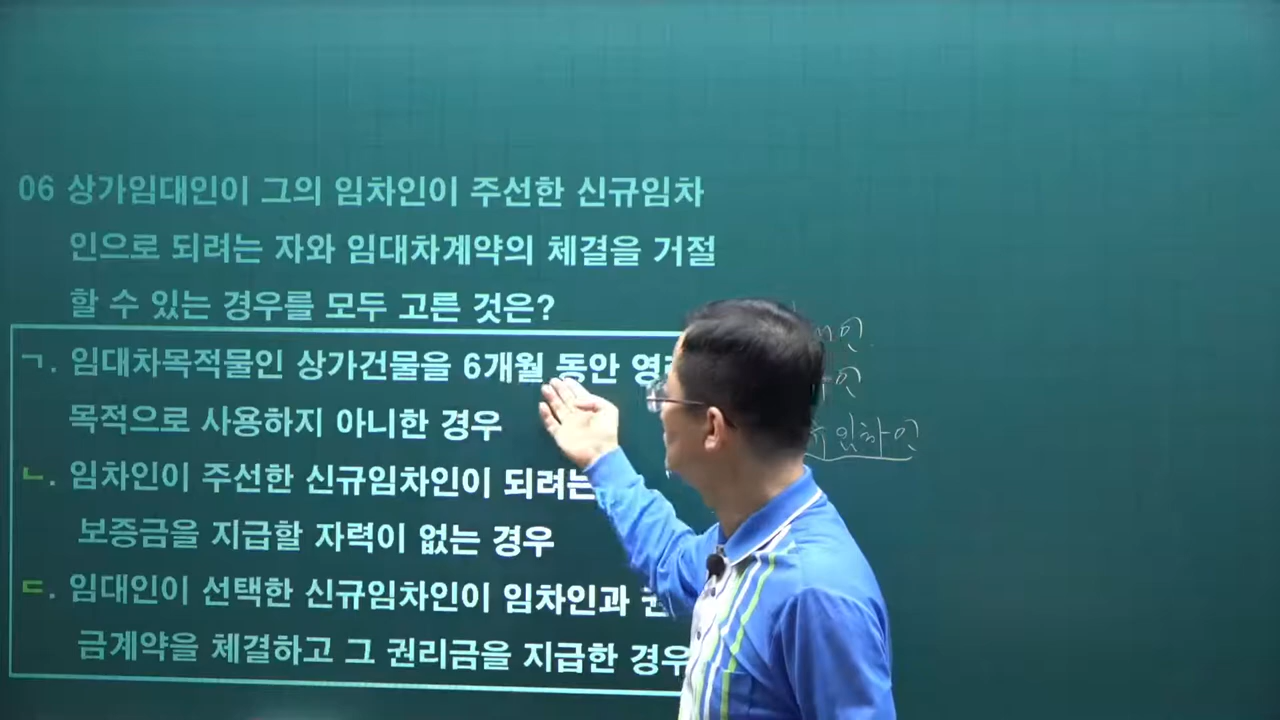 06 상가임대인이 그의 임차인이 주선한 신규임차
인으로 되려는 자와 임대차계약의 체결을 거절
할 수 있는 경우를 모두 고른 것은?
ㄱ. 임대차목적물인 상가건물을 6개월 동안
목적으로 사용하지 아니한 경우
ㄴ. 임차인이 주선한 신규임차인이 되려는
보증금을 지급할 자력이 없는 경우
ㄷ. 임대인이 선택한 신규임차인이 임차인과
금계약을 체결하고 그 권리금을 지급한 경우